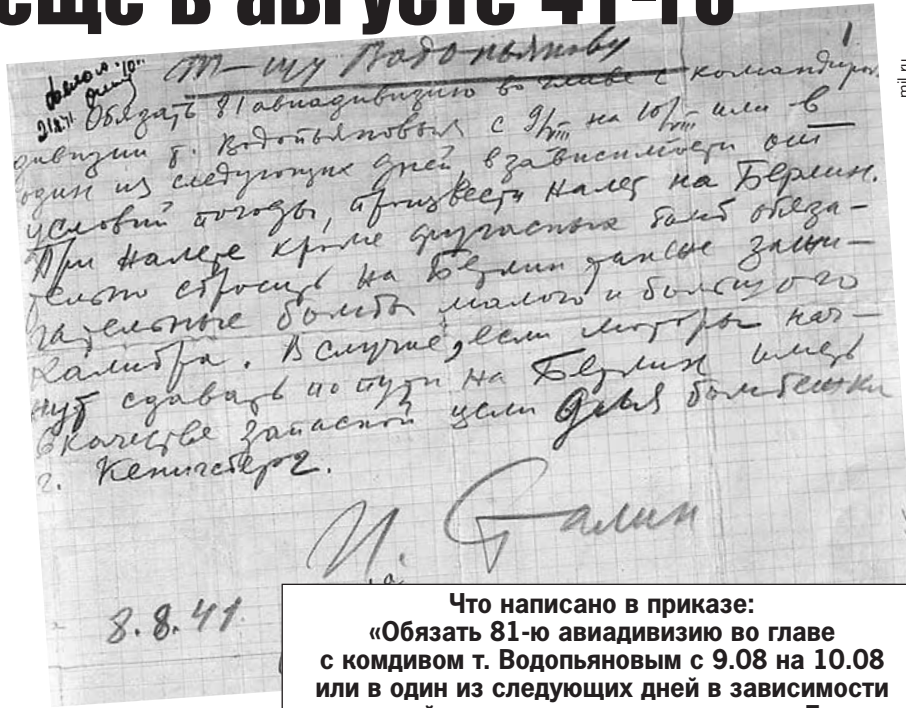 еще в августе 41-го
mil.ru
1
Т-щу Водопьянову
Обязать 81 авиадивизию во главе с командиром
дивизии т. Водопьяновым с 9/VIII на 10/VIII или в
один из следующих дней в зависимости от
условий погоды, произвести налет на Берлин.
При налете кроме фугасных бомб обяза-
тельно сбросить на Берлин также зажи-
гательные бомбы малого и большого
калибра. В случае, если моторы нач-
нут сдавать по пути на Берлин иметь
в качестве запасной цели для бомбежки
г. Кенигсберг.
И. Сталин
8.8.41
Что написано в приказе:
«Обязать 81-ю авиадивизию во главе
с комдивом т. Водопьяновым с 9.08 на 10.08
или в один из следующих дней в зависимости